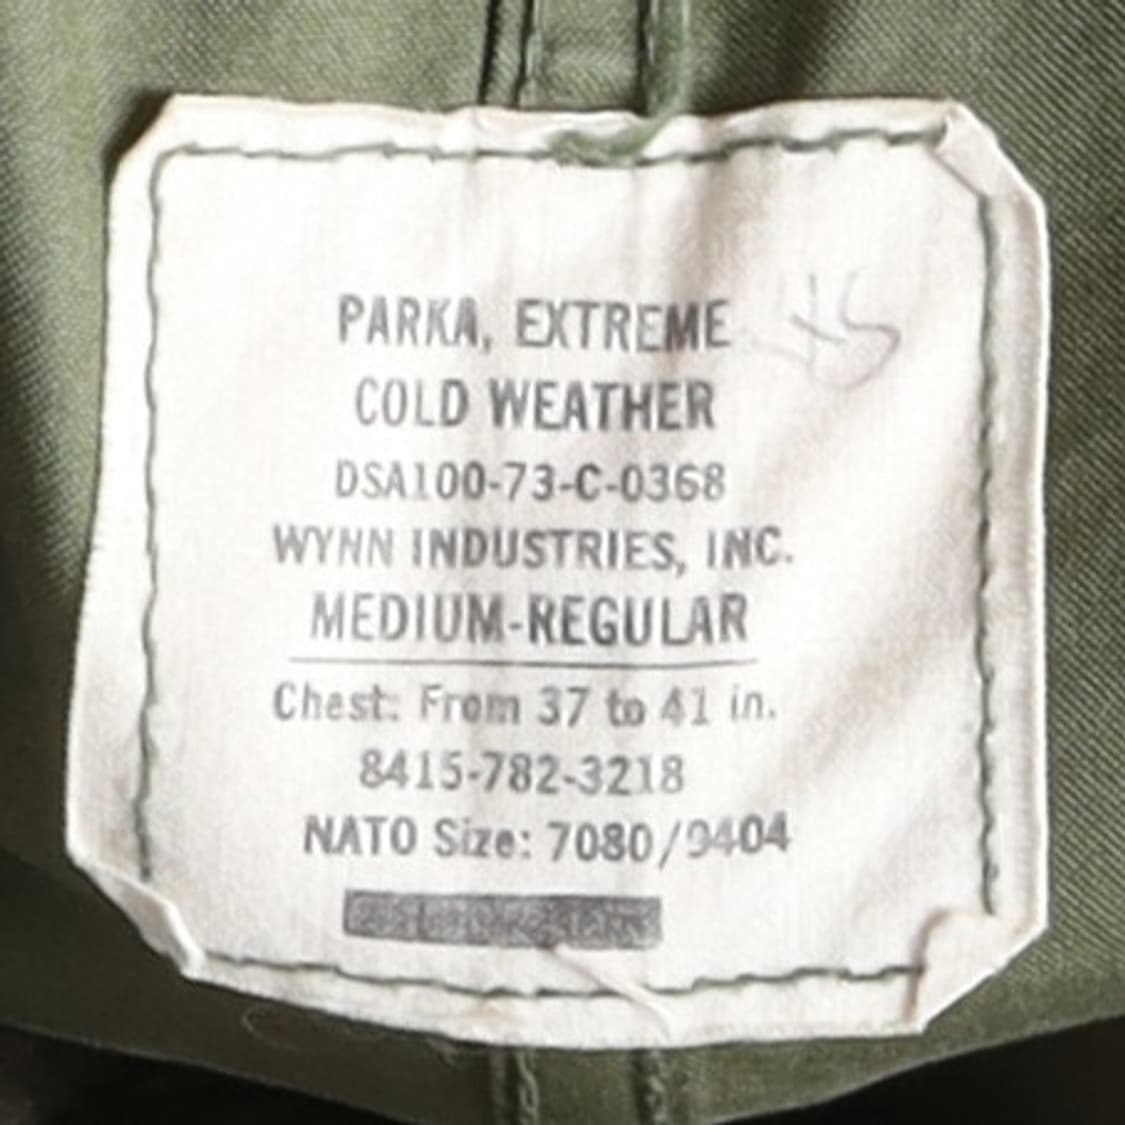 PARKA, EXTREME
COLD WEATHER
DSA100-73-C-0368
WYNN INDUSTRIES, INC.
MEDIUM-REGULAR
Chest: From 37 to 41 in.
8415-782-3218
NATO Size: 7080/9404